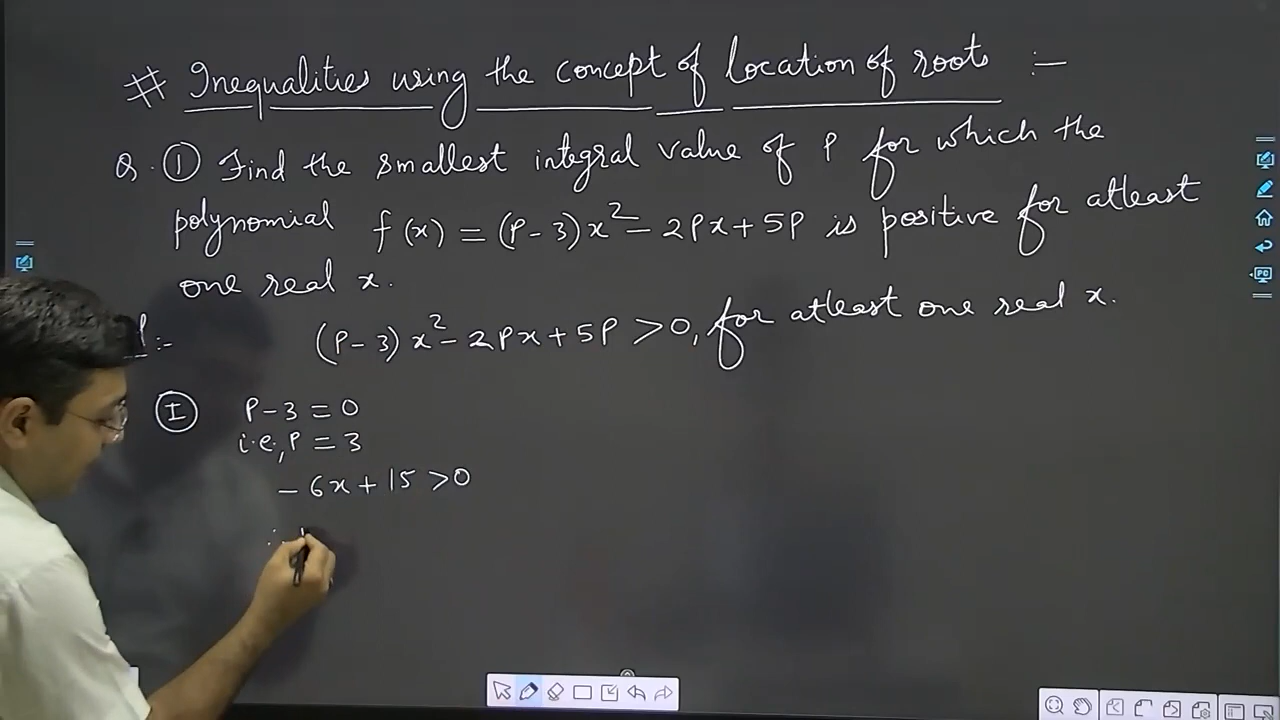 # Inequalities using the concept of location of roots :-
Q. ① Find the smallest integral value of P for which the
polynomial f(x) = (P-3)x² - 2Px + 5P is positive for atleast
one real x.
:- (P-3)x² - 2Px + 5P > 0, for atleast one real x.
Ⓘ P-3 = 0
i.e., P = 3
- 6x + 15 > 0